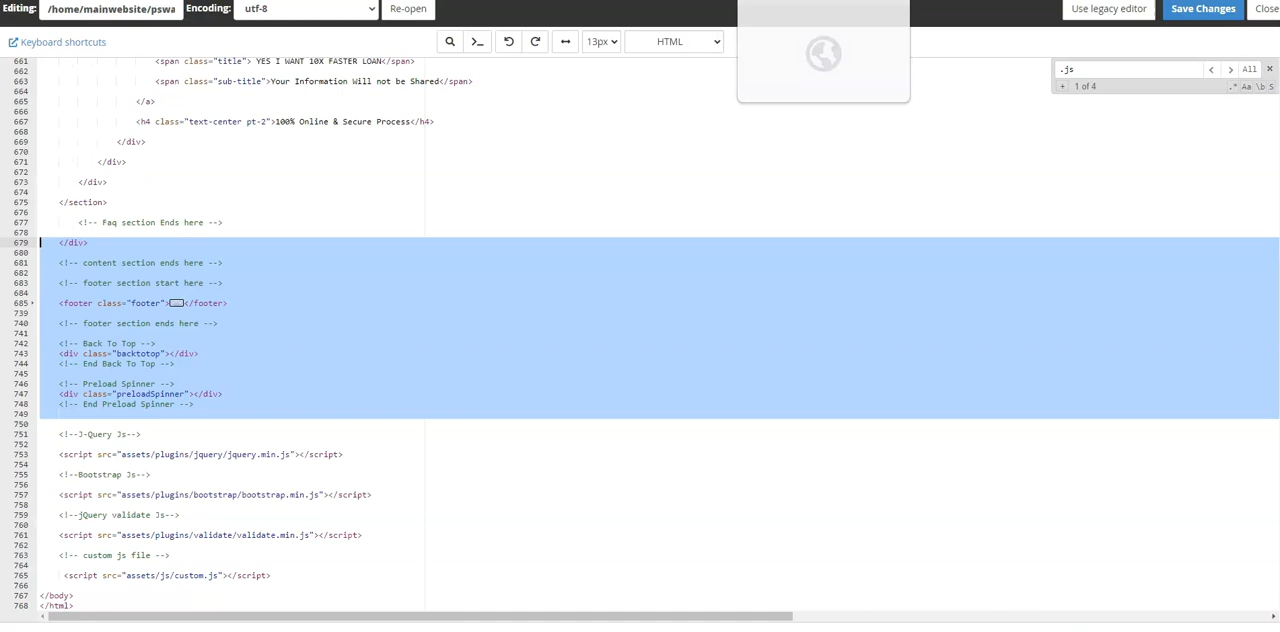 Editing: /home/mainwebsite/pswa Encoding: utf-8 Re-open Use legacy editor Save Changes Close
Keyboard shortcuts 13px HTML
.js All
+ 1 of 4 .* Aa \b S
661 <span class="title"> YES I WANT 10X FASTER LOAN</span>
662
663 <span class="sub-title">Your Information Will not be Shared</span>
664
665 </a>
666
667 <h4 class="text-center pt-2">100% Online & Secure Process</h4>
668
669 </div>
670
671 </div>
672
673 </div>
674
675 </section>
676
677 <!-- Faq section Ends here -->
678
679 </div>
680
681 <!-- content section ends here -->
682
683 <!-- footer section start here -->
684
685 <footer class="footer"></footer>
739
740 <!-- footer section ends here -->
741
742 <!-- Back To Top -->
743 <div class="backtotop"></div>
744 <!-- End Back To Top -->
745
746 <!-- Preload Spinner -->
747 <div class="preloadSpinner"></div>
748 <!-- End Preload Spinner -->
749
750
751 <!--J-Query Js-->
752
753 <script src="assets/plugins/jquery/jquery.min.js"></script>
754
755 <!--Bootstrap Js-->
756
757 <script src="assets/plugins/bootstrap/bootstrap.min.js"></script>
758
759 <!--jQuery validate Js-->
760
761 <script src="assets/plugins/validate/validate.min.js"></script>
762
763 <!-- custom js file -->
764
765 <script src="assets/js/custom.js"></script>
766
767 </body>
768 </html>